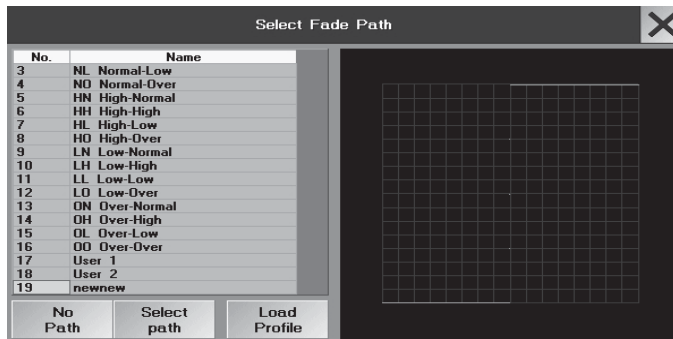 Select Fade Path
No. Name
3 NL Normal-Low
4 NO Normal-Over
5 HN High-Normal
6 HH High-High
7 HL High-Low
8 HO High-Over
9 LN Low-Normal
10 LH Low-High
11 LL Low-Low
12 LO Low-Over
13 ON Over-Normal
14 OH Over-High
15 OL Over-Low
16 OO Over-Over
17 User 1
18 User 2
19 newnew
No Path
Select path
Load Profile